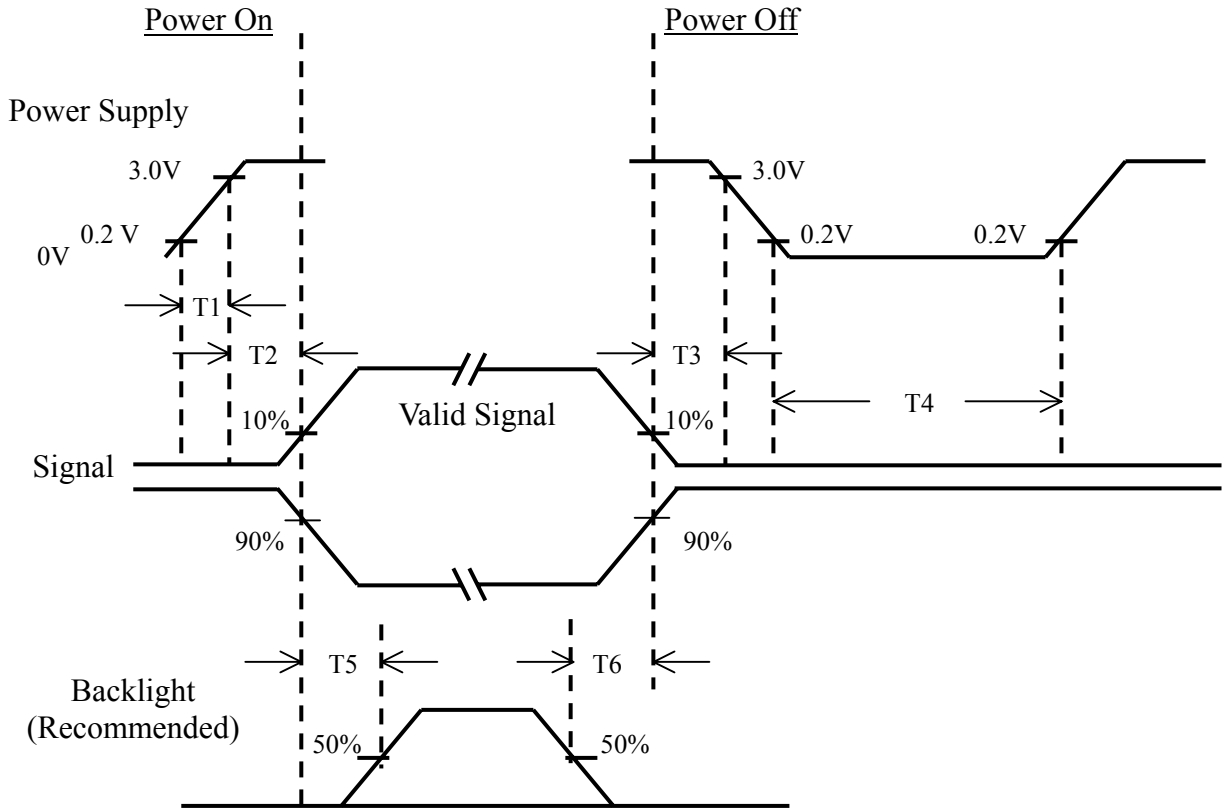 Power On
Power Off
Power Supply
3.0V
3.0V
0.2 V
0V
0.2V
0.2V
T1
T2
T3
T4
10%
Valid Signal
10%
Signal
90%
90%
T5
T6
Backlight
(Recommended)
50%
50%